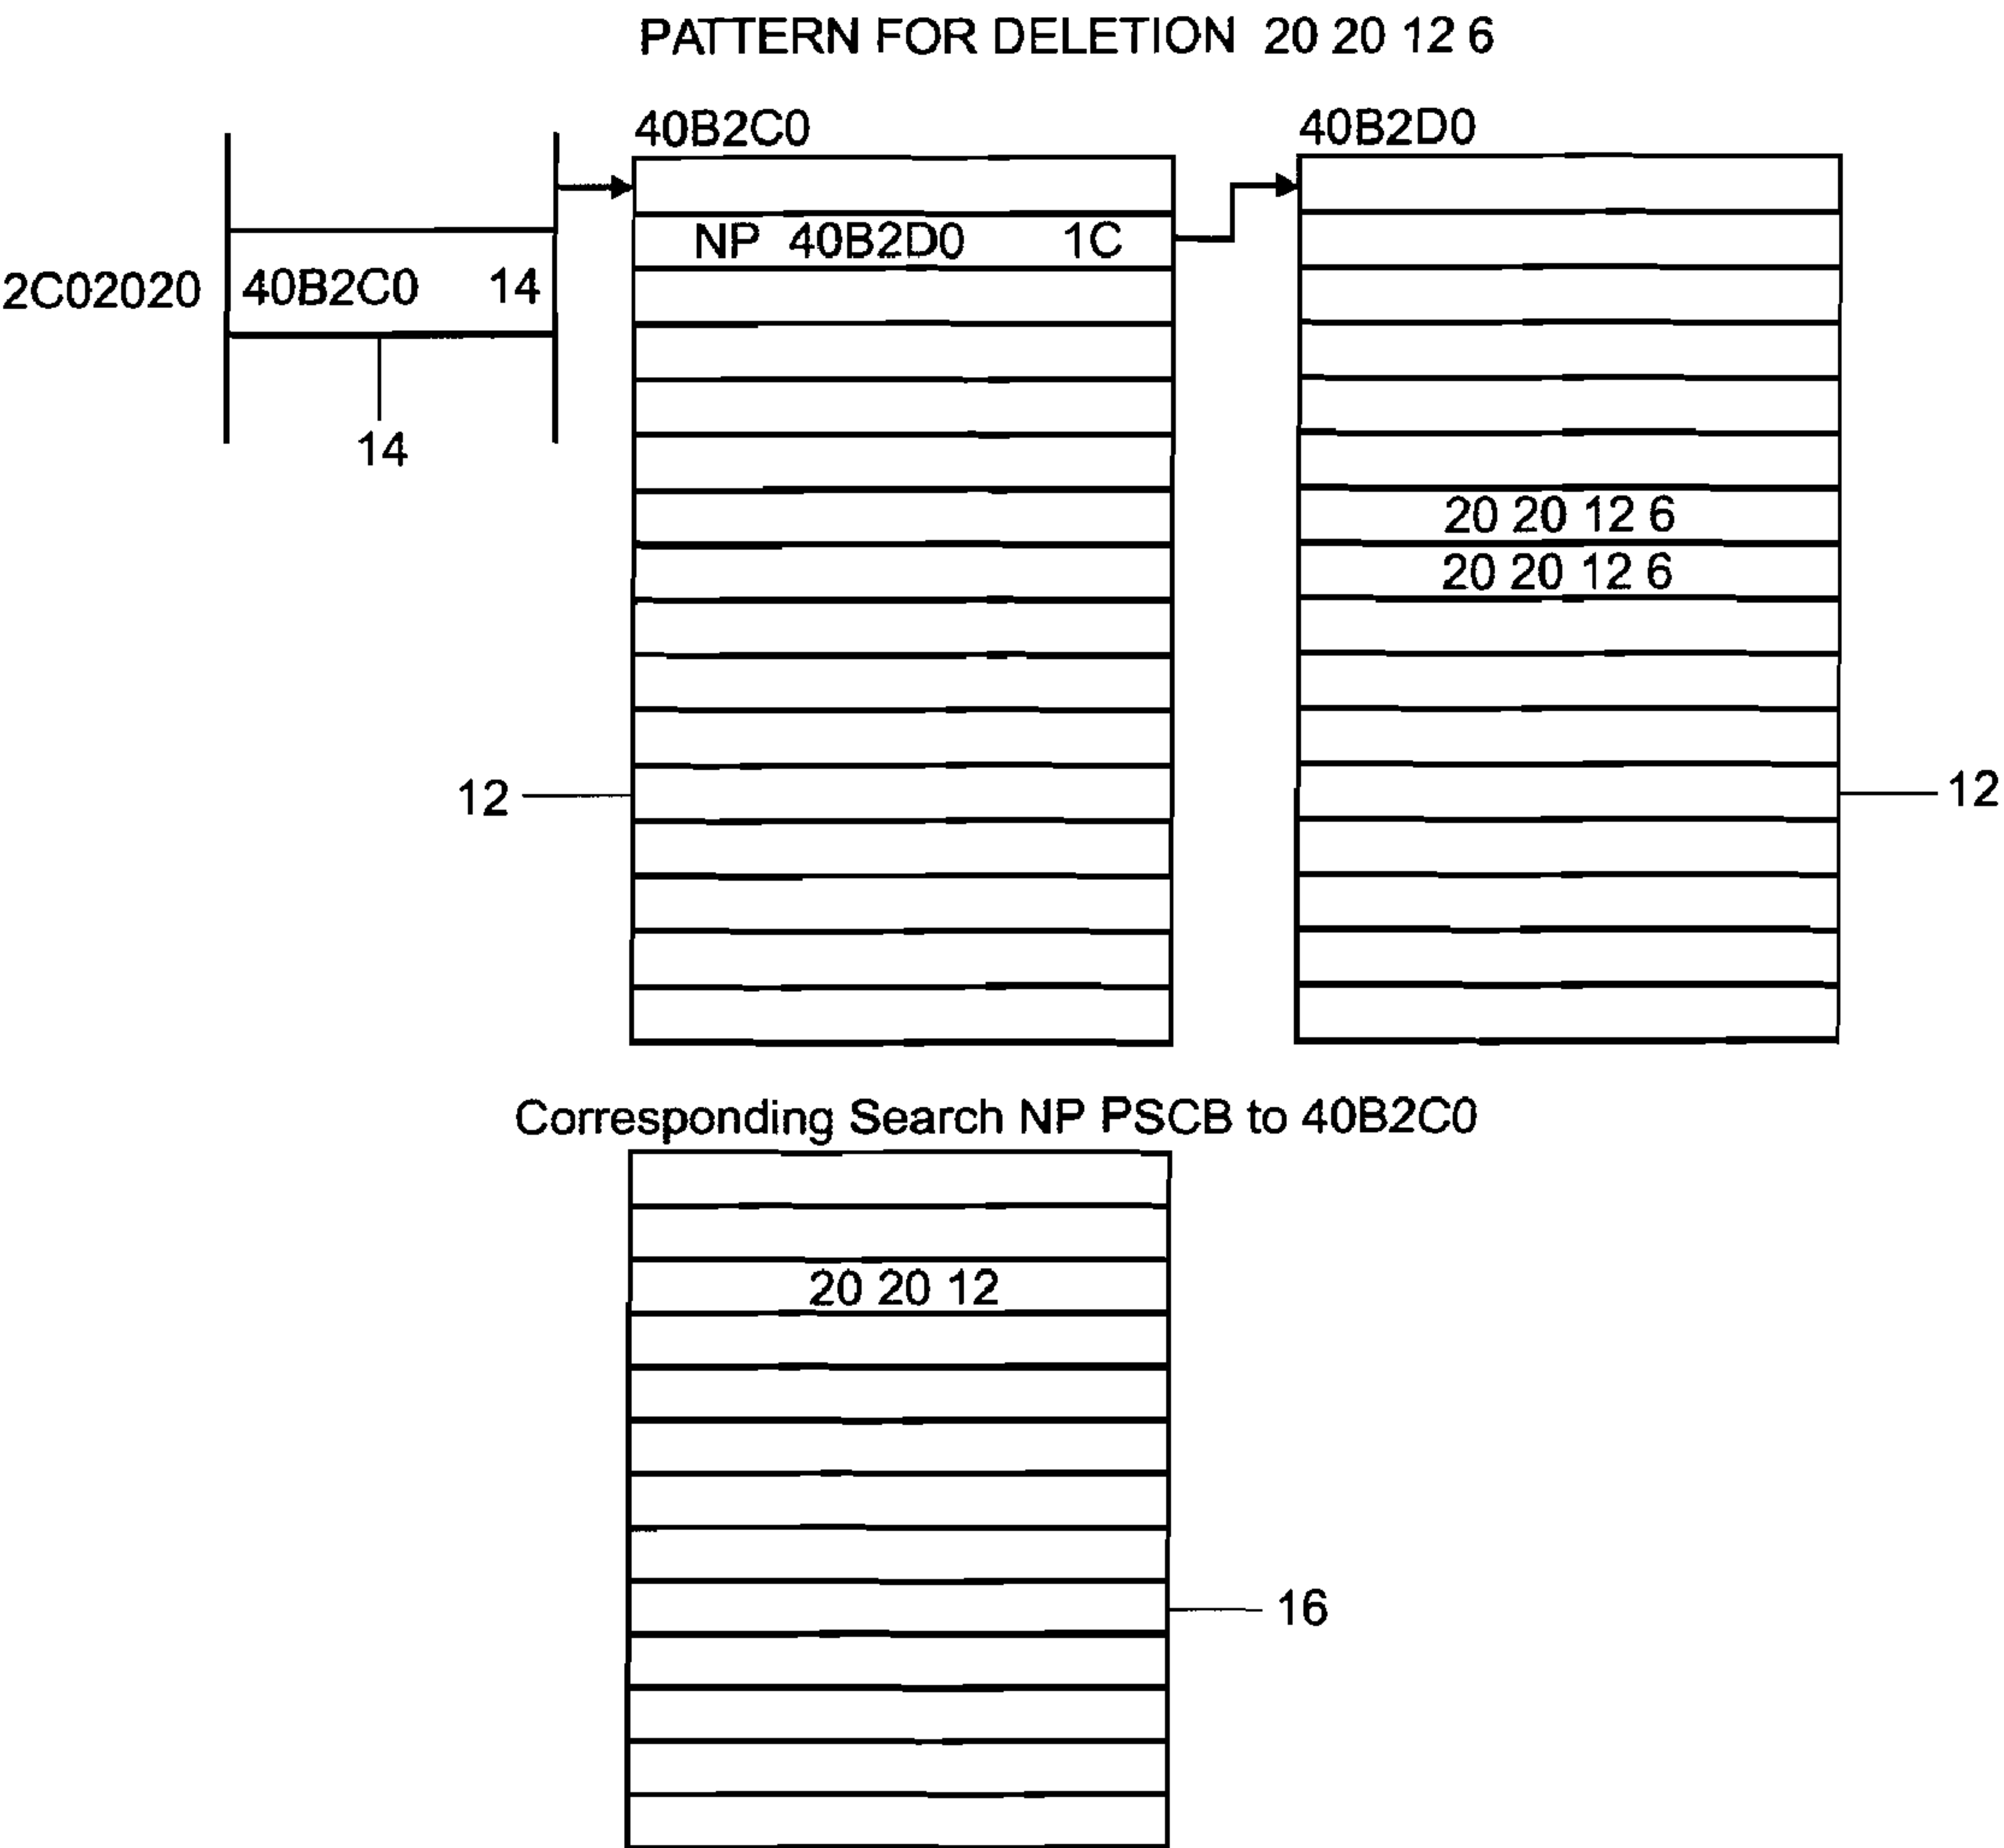 PATTERN FOR DELETION 20 20 12 6
40B2C0
40B2D0
NP 40B2D0 1C
2C02020
40B2C0 14
14
20 20 12 6
20 20 12 6
12
12
Corresponding Search NP PSCB to 40B2C0
20 20 12
16